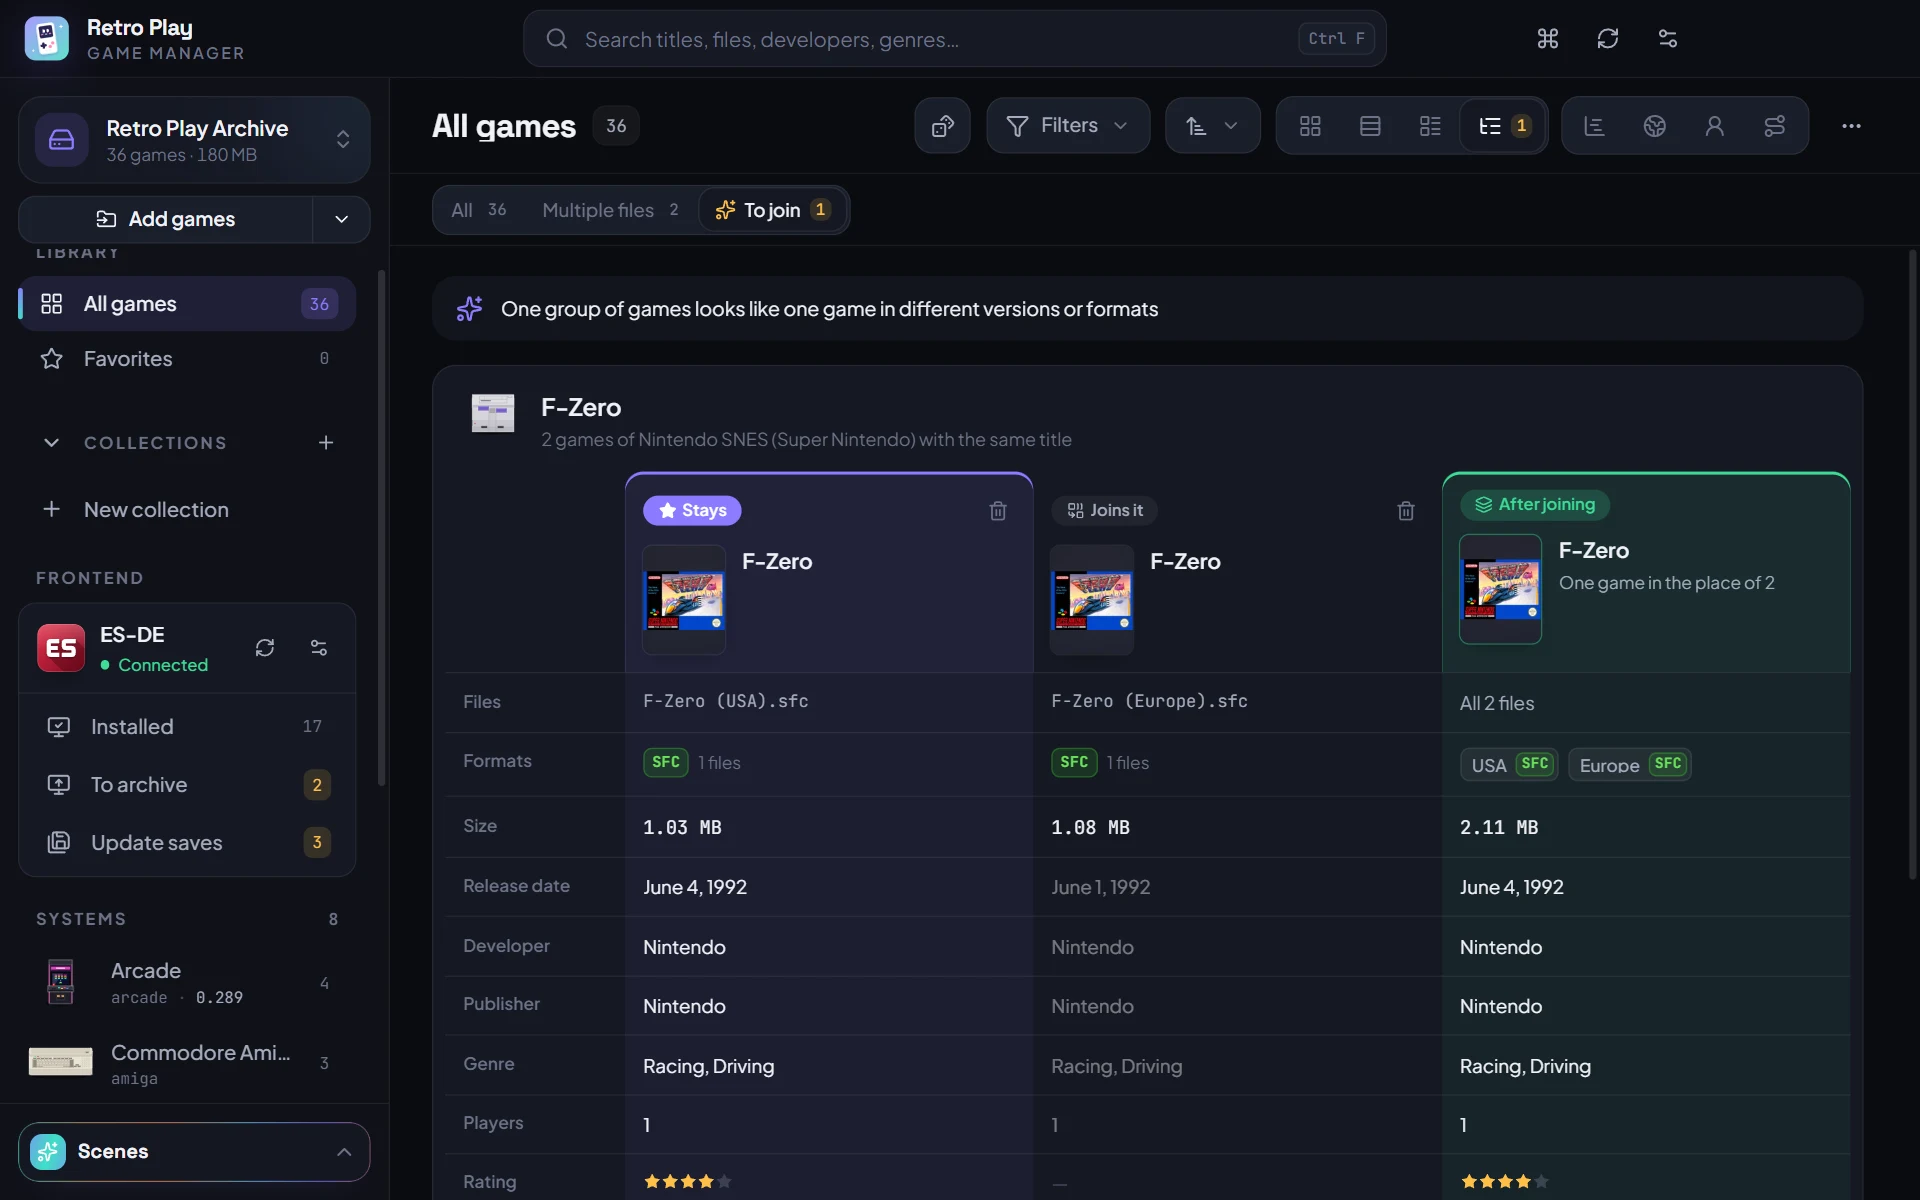 Retro Play
GAME MANAGER
Search titles, files, developers, genres...
Ctrl F
Retro Play Archive
36 games · 180 MB
Add games
LIBRARY
All games 36
Favorites 0
COLLECTIONS
New collection
FRONTEND
ES
ES-DE
Connected
Installed 17
To archive 2
Update saves 3
SYSTEMS 8
Arcade
arcade · 0.289
4
Commodore Ami...
amiga
3
Scenes
All games 36
Filters
1
All 36 Multiple files 2 To join 1
One group of games looks like one game in different versions or formats
F-Zero
2 games of Nintendo SNES (Super Nintendo) with the same title
Stays Joins it After joining
F-Zero F-Zero F-Zero
One game in the place of 2
Files F-Zero (USA).sfc F-Zero (Europe).sfc All 2 files
Formats SFC 1 files SFC 1 files USA SFC Europe SFC
Size 1.03 MB 1.08 MB 2.11 MB
Release date June 4, 1992 June 1, 1992 June 4, 1992
Developer Nintendo Nintendo Nintendo
Publisher Nintendo Nintendo Nintendo
Genre Racing, Driving Racing, Driving Racing, Driving
Players 1 1 1
Rating —